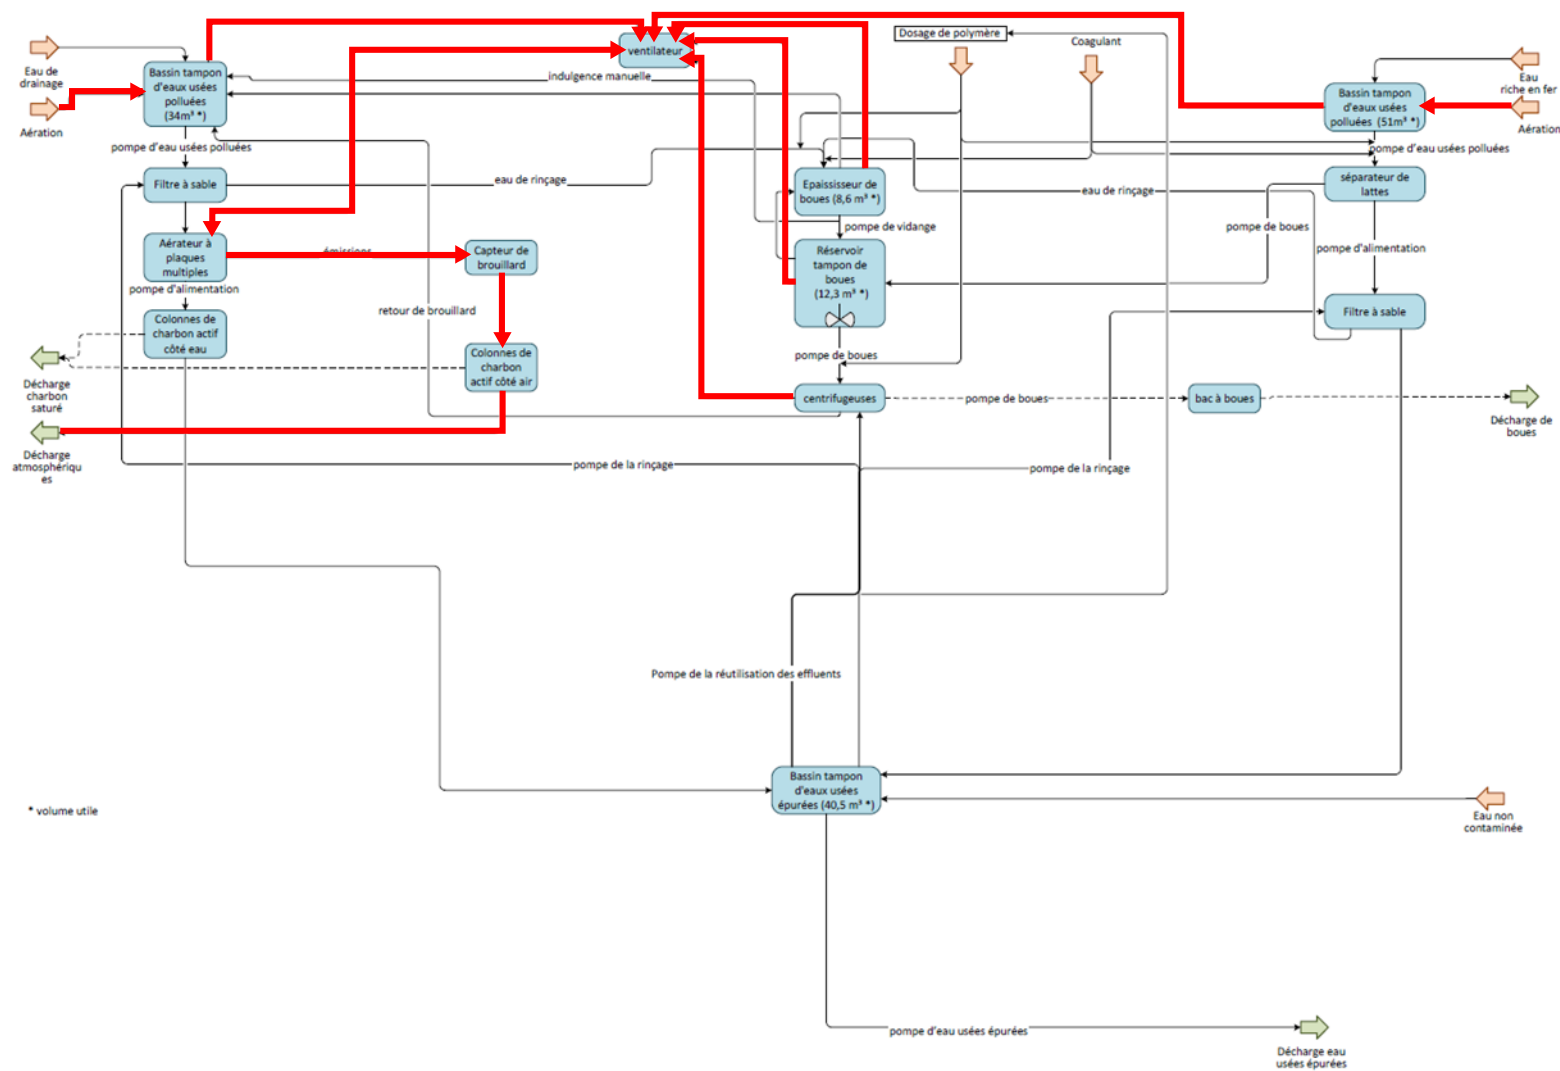 Dosage de polymère
Coagulant
Eau de
drainage
Aération
Bassin tampon
d'eaux usées
polluées
(34m³ *)
ventilateur
indulgence manuelle
Bassin tampon
d'eaux usées
polluées (51m³ *)
Eau
riche en fer
Aération
pompe d'eau usées polluées
pompe d'eau usées polluées
Filtre à sable
eau de rinçage
Epaississeur de
boues (8,6 m³ *)
eau de rinçage
séparateur de
lattes
pompe de vidange
pompe de boues
pompe d'alimentation
Aérateur à
plaques
multiples
émissions
Capteur de
brouillard
Réservoir
tampon de
boues
(12,3 m³ *)
pompe d'alimentation
retour de brouillard
Colonnes de
charbon actif
côté eau
Filtre à sable
Colonnes de
charbon
actif côté air
pompe de boues
Décharge
charbon
saturé
centrifugeuses
pompe de boues
bac à boues
Décharge de
boues
Décharge
atmosphériqu
es
pompe de la rinçage
pompe de la rinçage
Pompe de la réutilisation des effluents
Bassin tampon
d'eaux usées
épurées (40,5 m³ *)
* volume utile
Eau non
contaminée
pompe d'eau usées épurées
Décharge eau
usées épurées